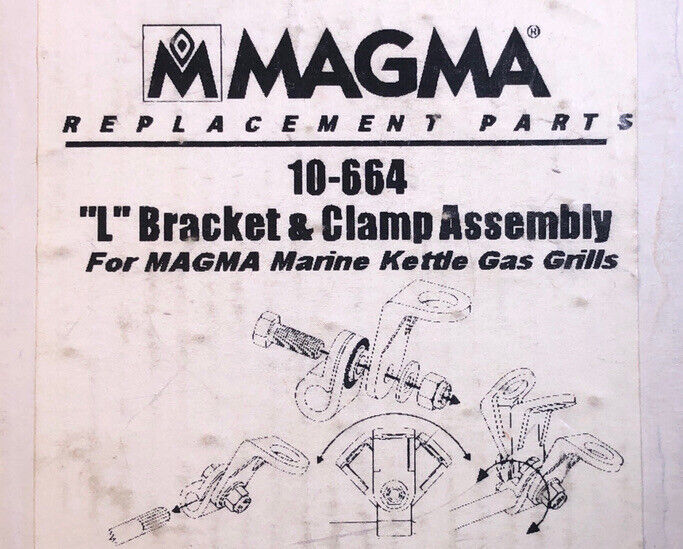 MAGMA®
REPLACEMENT PARTS
10-664
"L" Bracket & Clamp Assembly
For MAGMA Marine Kettle Gas Grills